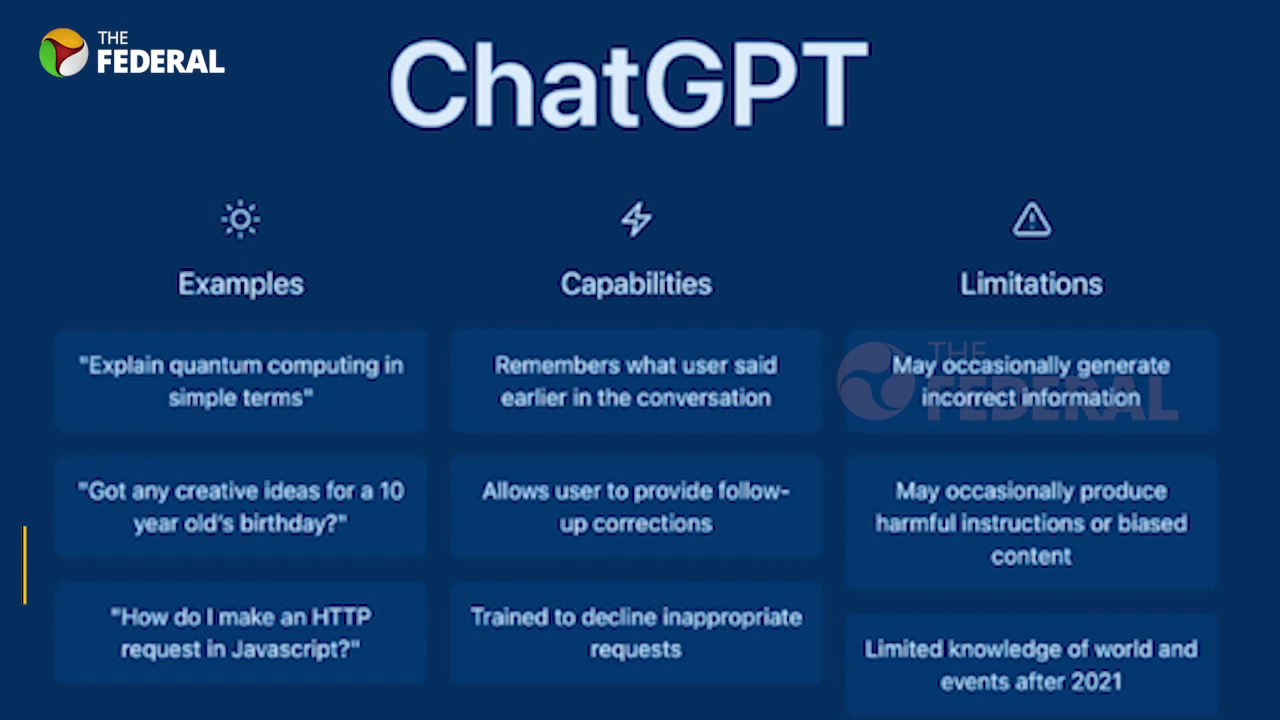 THE
FEDERAL
ChatGPT
Examples
"Explain quantum computing in
simple terms"
"Got any creative ideas for a 10
year old's birthday?"
"How do I make an HTTP
request in Javascript?"
Capabilities
Remembers what user said
earlier in the conversation
Allows user to provide follow-
up corrections
Trained to decline inappropriate
requests
Limitations
May occasionally generate
incorrect information
THE
FEDERAL
May occasionally produce
harmful instructions or biased
content
Limited knowledge of world and
events after 2021